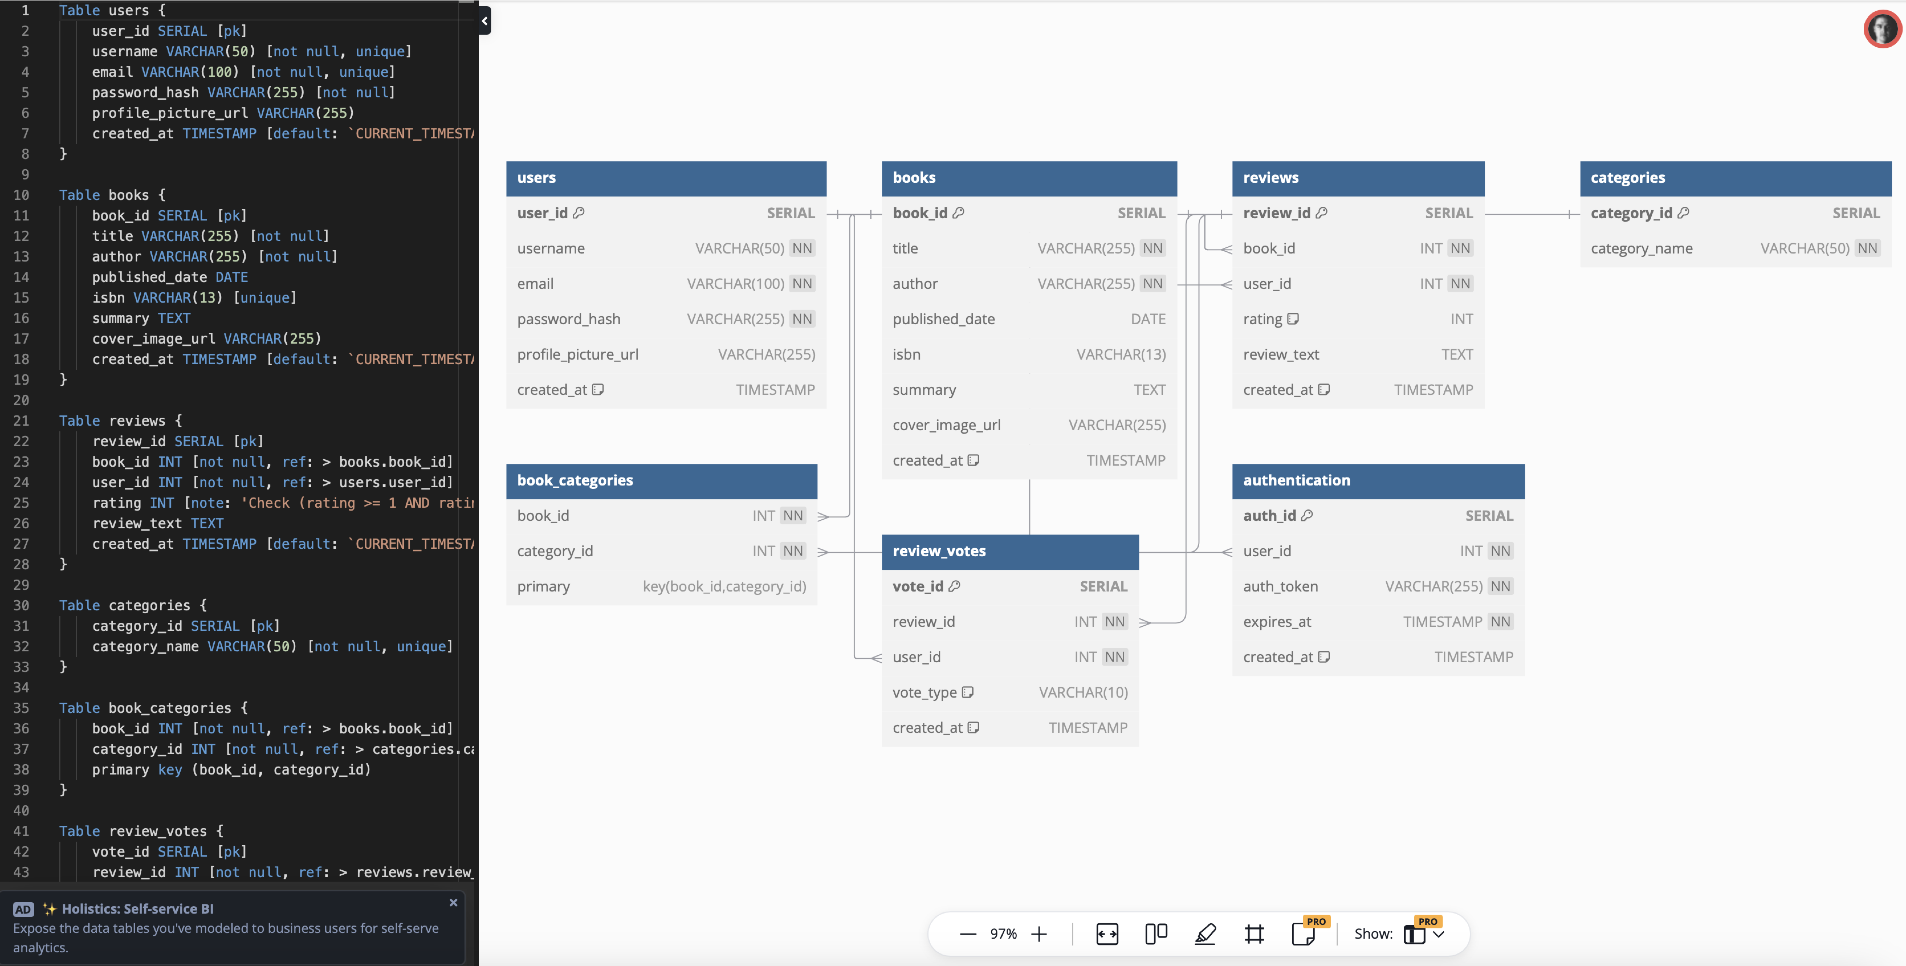 1 Table users {
2 user_id SERIAL [pk]
3 username VARCHAR(50) [not null, unique]
4 email VARCHAR(100) [not null, unique]
5 password_hash VARCHAR(255) [not null]
6 profile_picture_url VARCHAR(255)
7 created_at TIMESTAMP [default: `CURRENT_TIMESTA
8 }
9
10 Table books {
11 book_id SERIAL [pk]
12 title VARCHAR(255) [not null]
13 author VARCHAR(255) [not null]
14 published_date DATE
15 isbn VARCHAR(13) [unique]
16 summary TEXT
17 cover_image_url VARCHAR(255)
18 created_at TIMESTAMP [default: `CURRENT_TIMESTA
19 }
20
21 Table reviews {
22 review_id SERIAL [pk]
23 book_id INT [not null, ref: > books.book_id]
24 user_id INT [not null, ref: > users.user_id]
25 rating INT [note: 'Check (rating >= 1 AND ratin
26 review_text TEXT
27 created_at TIMESTAMP [default: `CURRENT_TIMESTA
28 }
29
30 Table categories {
31 category_id SERIAL [pk]
32 category_name VARCHAR(50) [not null, unique]
33 }
34
35 Table book_categories {
36 book_id INT [not null, ref: > books.book_id]
37 category_id INT [not null, ref: > categories.ca
38 primary key (book_id, category_id)
39 }
40
41 Table review_votes {
42 vote_id SERIAL [pk]
43 review_id INT [not null, ref: > reviews.review_
AD ✨ Holistics: Self-service BI ×
Expose the data tables you've modeled to business users for self-serve
analytics.
users
user_id SERIAL
username VARCHAR(50) NN
email VARCHAR(100) NN
password_hash VARCHAR(255) NN
profile_picture_url VARCHAR(255)
created_at TIMESTAMP
books
book_id SERIAL
title VARCHAR(255) NN
author VARCHAR(255) NN
published_date DATE
isbn VARCHAR(13)
summary TEXT
cover_image_url VARCHAR(255)
created_at TIMESTAMP
reviews
review_id SERIAL
book_id INT NN
user_id INT NN
rating INT
review_text TEXT
created_at TIMESTAMP
categories
category_id SERIAL
category_name VARCHAR(50) NN
book_categories
book_id INT NN
category_id INT NN
primary key(book_id,category_id)
review_votes
vote_id SERIAL
review_id INT NN
user_id INT NN
vote_type VARCHAR(10)
created_at TIMESTAMP
authentication
auth_id SERIAL
user_id INT NN
auth_token VARCHAR(255) NN
expires_at TIMESTAMP NN
created_at TIMESTAMP
97%
PRO
Show:
PRO